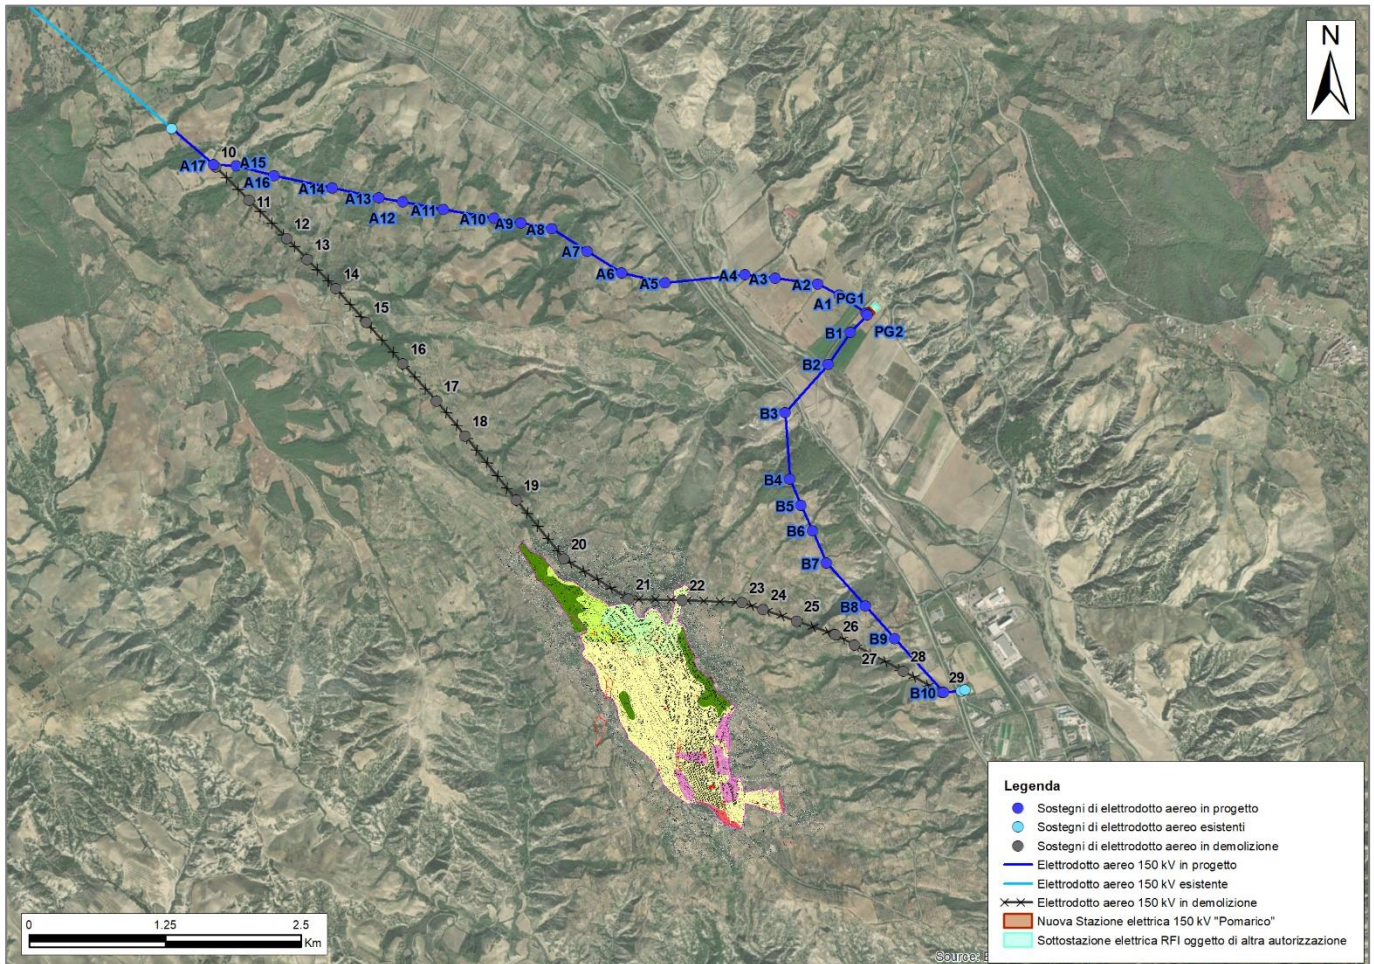 N
10
A17
A15
A16
A14
A13
A12
A11
A10
A9
A8
A7
A6
A5
A4
A3
A2
A1
PG1
PG2
B1
B2
B3
B4
B5
B6
B7
B8
B9
B10
11
12
13
14
15
16
17
18
19
20
21
22
23
24
25
26
27
28
29
Legenda
Sostegni di elettrodotto aereo in progetto
Sostegni di elettrodotto aereo esistenti
Sostegni di elettrodotto aereo in demolizione
Elettrodotto aereo 150 kV in progetto
Elettrodotto aereo 150 kV esistente
Elettrodotto aereo 150 kV in demolizione
Nuova Stazione elettrica 150 kV "Pomarico"
Sottostazione elettrica RFI oggetto di altra autorizzazione
0 1.25 2.5
Km
Source: